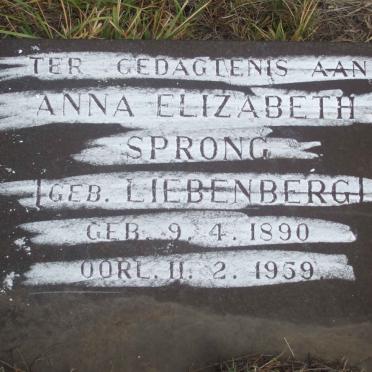 TER GEDAGTENIS AAN
ANNA ELIZABETH
SPRONG
[GEB. LIEBENBERG]
GEB. 9. 4. 1890
OORL. 11. 2. 1959